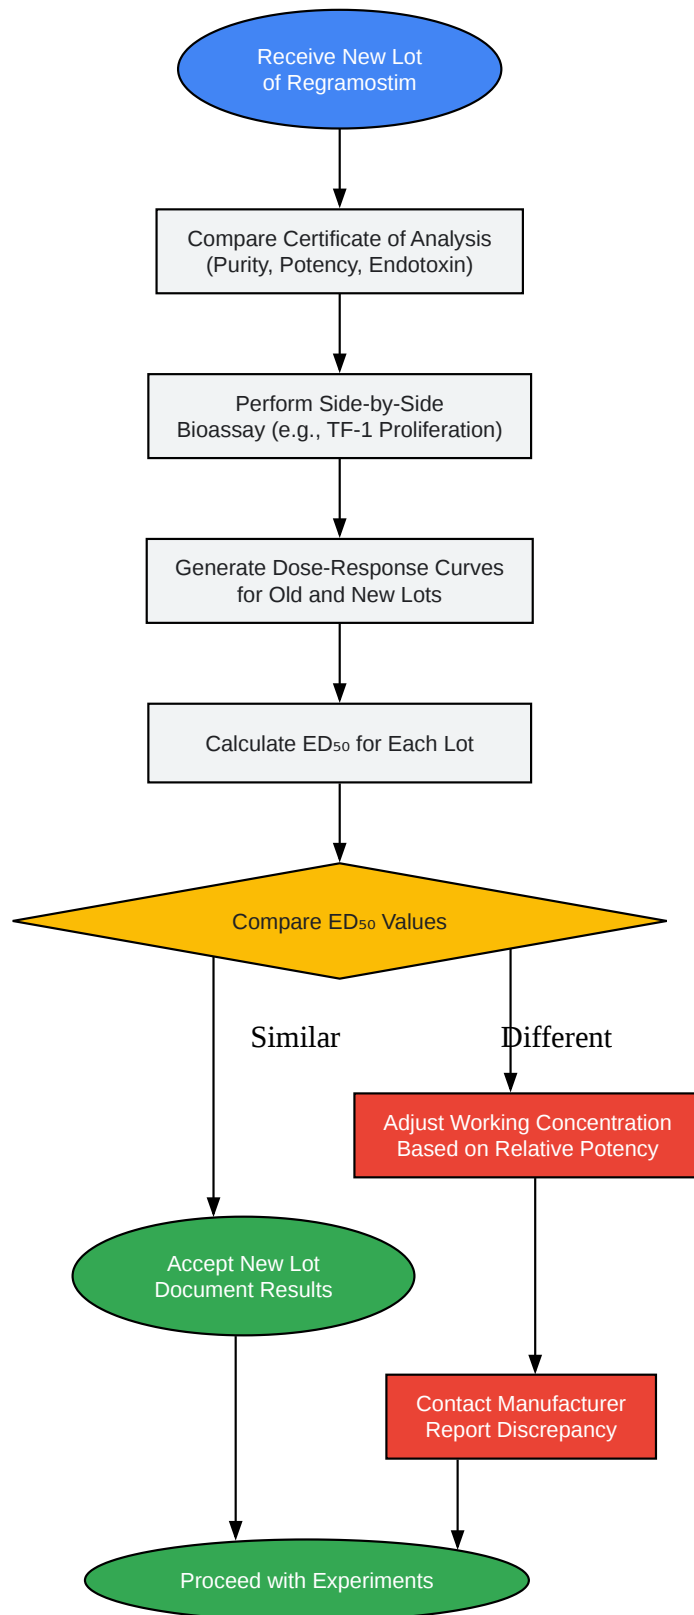 Receive New Lot
of Regramostim
Compare Certificate of Analysis
(Purity, Potency, Endotoxin)
Perform Side-by-Side
Bioassay (e.g., TF-1 Proliferation)
Generate Dose-Response Curves
for Old and New Lots
Calculate ED₅₀ for Each Lot
Compare ED₅₀ Values
Similar
Different
Adjust Working Concentration
Based on Relative Potency
Accept New Lot
Document Results
Contact Manufacturer
Report Discrepancy
Proceed with Experiments